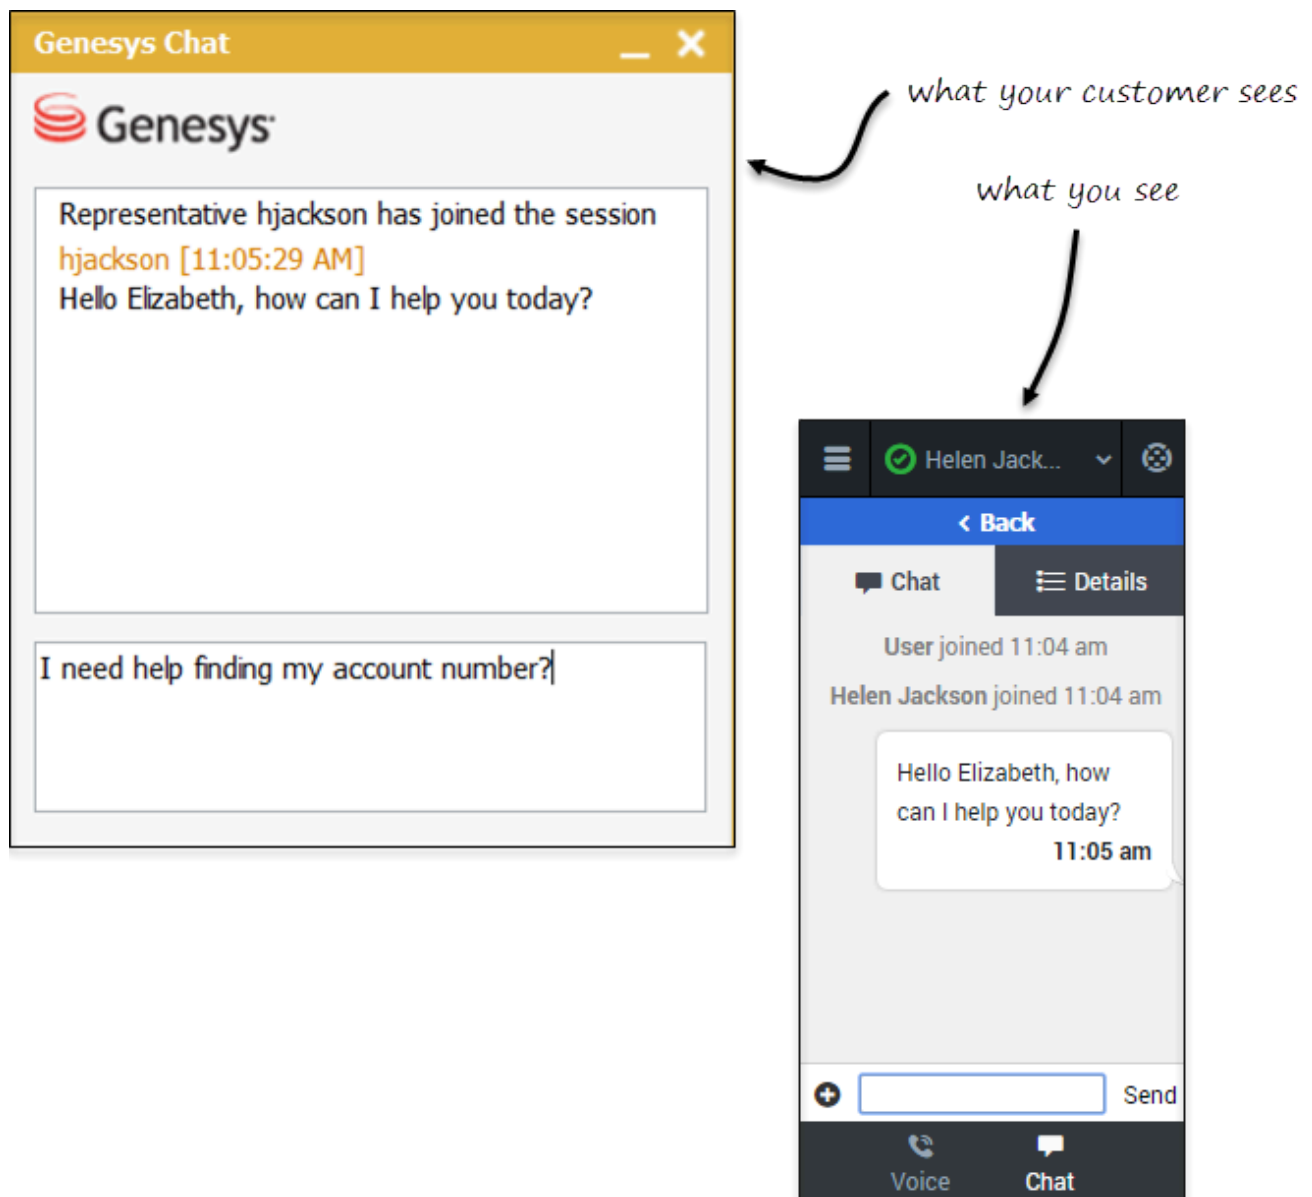 Genesys Chat
Genesys
Representative hjackson has joined the session
hjackson [11:05:29 AM]
Hello Elizabeth, how can I help you today?
I need help finding my account number?
what your customer sees
what you see
Helen Jack...
Back
Chat
Details
User joined 11:04 am
Helen Jackson joined 11:04 am
Hello Elizabeth, how
can I help you today?
11:05 am
Send
Voice
Chat